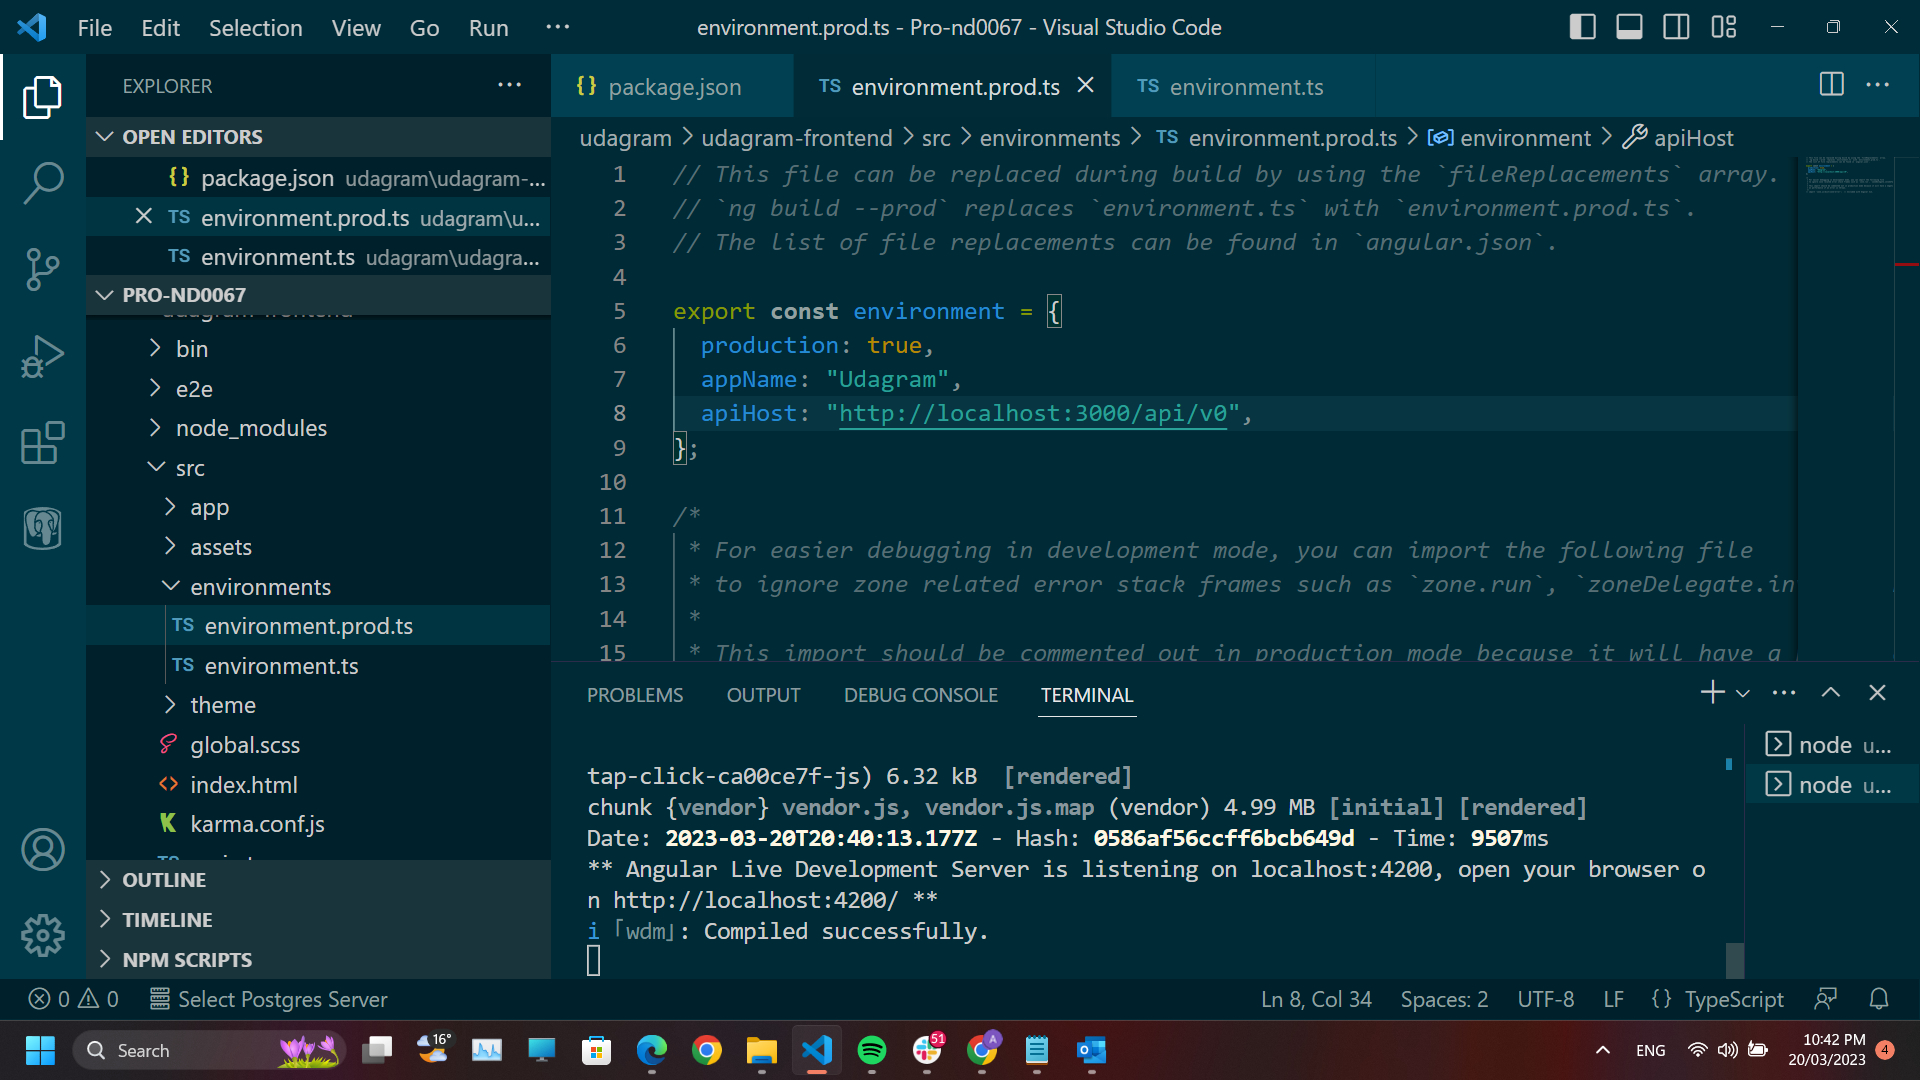 File Edit Selection View Go Run ···
environment.prod.ts - Pro-nd0067 - Visual Studio Code
EXPLORER
OPEN EDITORS
{} package.json udagram\udagram-...
TS environment.prod.ts udagram\u...
TS environment.ts udagram\udagra...
PRO-ND0067
udagram-frontend
bin
e2e
node_modules
src
app
assets
environments
TS environment.prod.ts
TS environment.ts
theme
global.scss
<> index.html
karma.conf.js
OUTLINE
TIMELINE
NPM SCRIPTS
{} package.json
TS environment.prod.ts
TS environment.ts
udagram > udagram-frontend > src > environments > TS environment.prod.ts > environment > apiHost
1 // This file can be replaced during build by using the `fileReplacements` array.
2 // `ng build --prod` replaces `environment.ts` with `environment.prod.ts`.
3 // The list of file replacements can be found in `angular.json`.
4
5 export const environment = {
6 production: true,
7 appName: "Udagram",
8 apiHost: "http://localhost:3000/api/v0",
9 };
10
11 /*
12 * For easier debugging in development mode, you can import the following file
13 * to ignore zone related error stack frames such as `zone.run`, `zoneDelegate.in
14 *
15 * This import should be commented out in production mode because it will have a
PROBLEMS OUTPUT DEBUG CONSOLE TERMINAL
tap-click-ca00ce7f-js) 6.32 kB [rendered]
chunk {vendor} vendor.js, vendor.js.map (vendor) 4.99 MB [initial] [rendered]
Date: 2023-03-20T20:40:13.177Z - Hash: 0586af56ccff6bcb649d - Time: 9507ms
** Angular Live Development Server is listening on localhost:4200, open your browser o
n http://localhost:4200/ **
i ｢wdm｣: Compiled successfully.
node u...
node u...
0 0 Select Postgres Server
Ln 8, Col 34 Spaces: 2 UTF-8 LF {} TypeScript
Search
16°
51
A
ENG
10:42 PM
20/03/2023
4